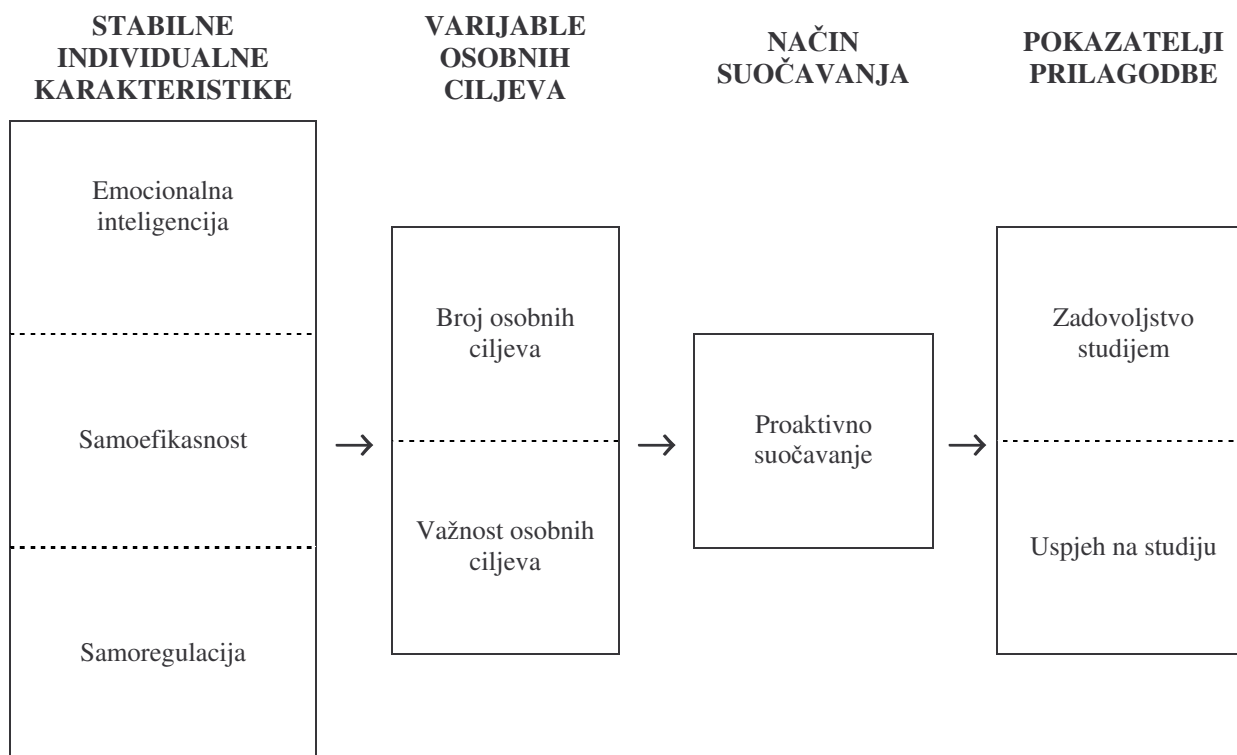 STABILNE
INDIVIDUALNE
KARAKTERISTIKE
VARIJABLE
OSOBNIH
CILJEVA
NAČIN
SUOČAVANJA
POKAZATELJI
PRILAGODBE
Emocionalna
inteligencija
Samoefikasnost
Samoregulacija
Broj osobnih
ciljeva
Važnost osobnih
ciljeva
Proaktivno
suočavanje
Zadovoljstvo
studijem
Uspjeh na studiju